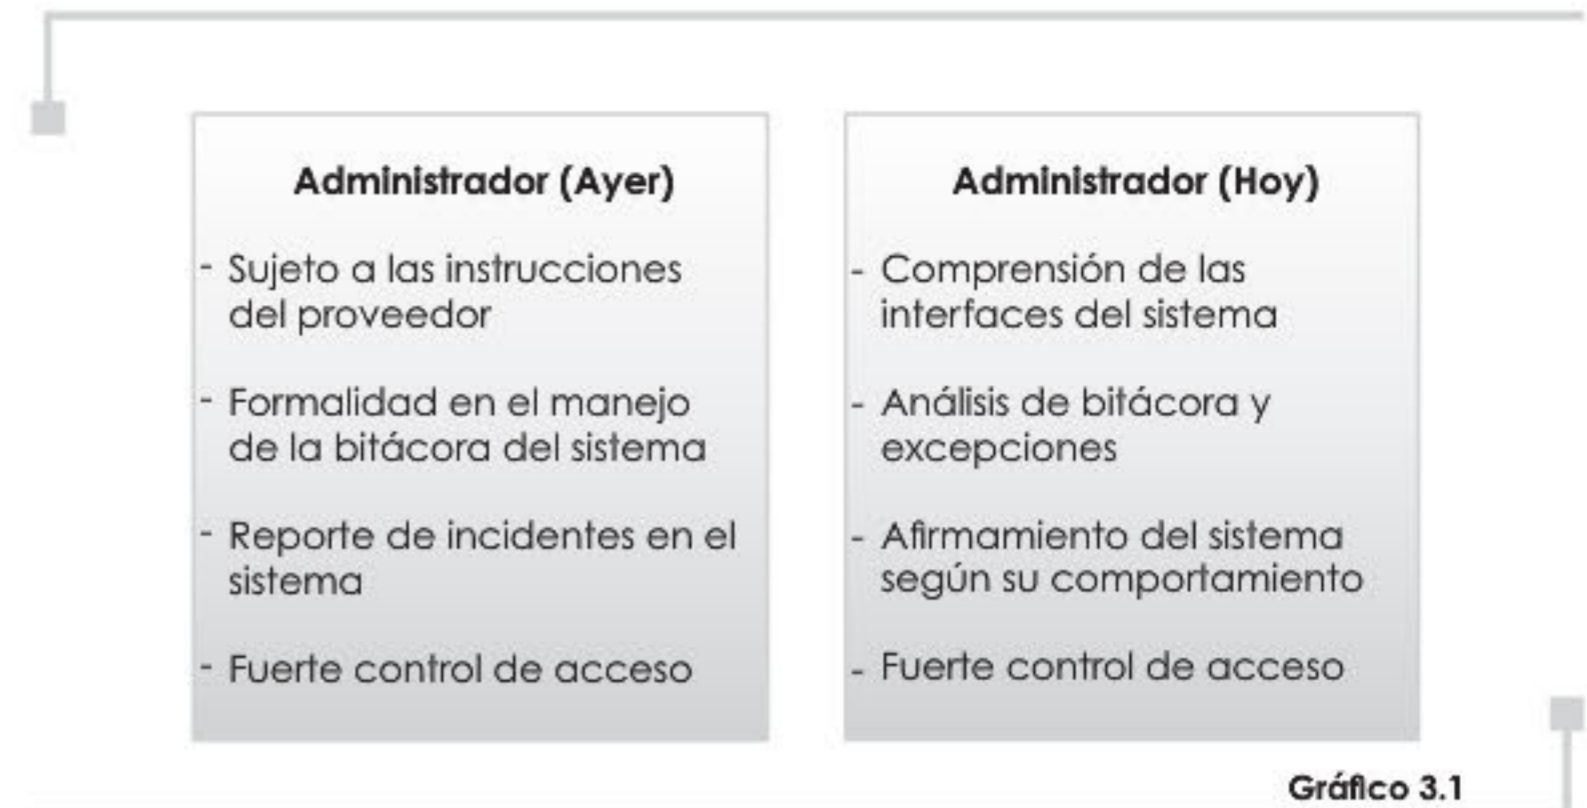 Administrador (Ayer)
- Sujeto a las instrucciones
del proveedor
- Formalidad en el manejo
de la bitácora del sistema
- Reporte de incidentes en el
sistema
- Fuerte control de acceso
Administrador (Hoy)
- Comprensión de las
interfaces del sistema
- Análisis de bitácora y
excepciones
- Afirmamiento del sistema
según su comportamiento
- Fuerte control de acceso
Gráfico 3.1